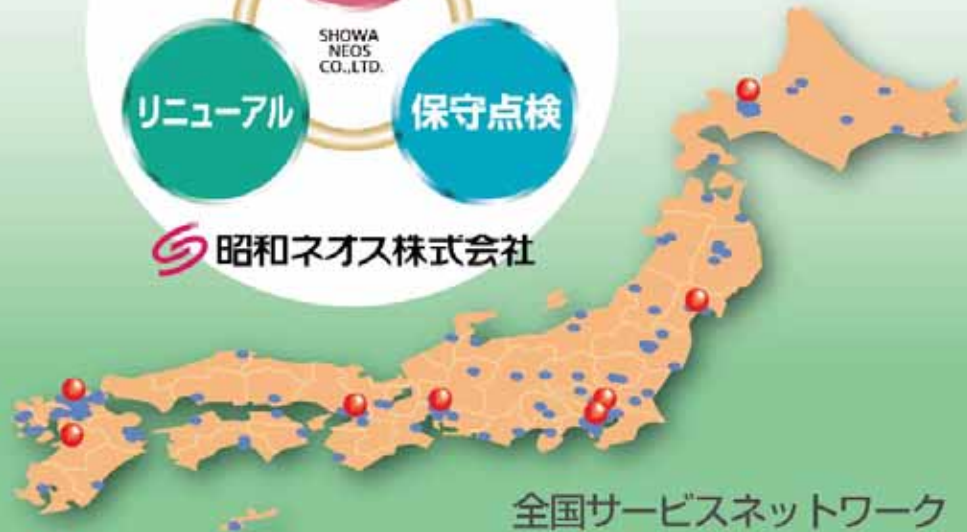 SHOWA
NEOS
CO.,LTD.
リニューアル
保守点検
昭和ネオス株式会社
全国サービスネットワーク